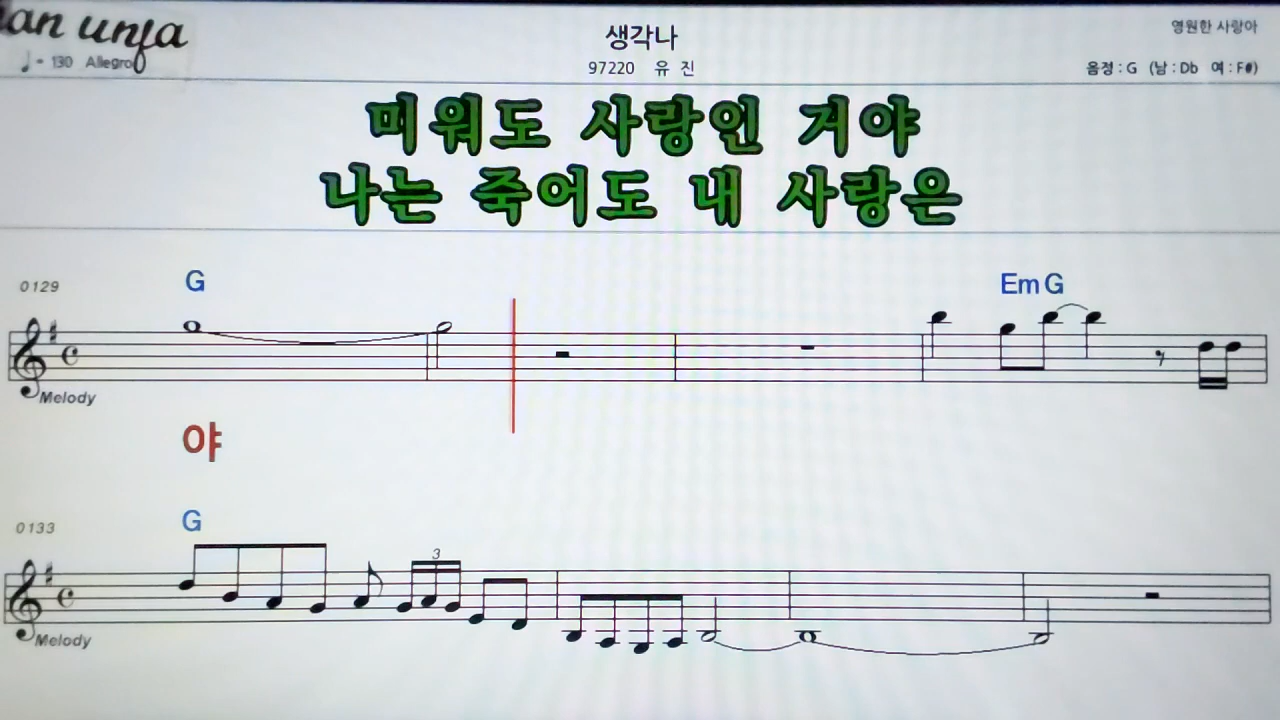 an unja
생각나
영원한 사랑아
♩= 130 Allegro
97220 유 진
음정 : G (남 : Db 여 : F#)
미워도 사랑인 거야
나는 죽어도 내 사랑은
0129
G
Em G
Melody
야
0133
G
3
Melody